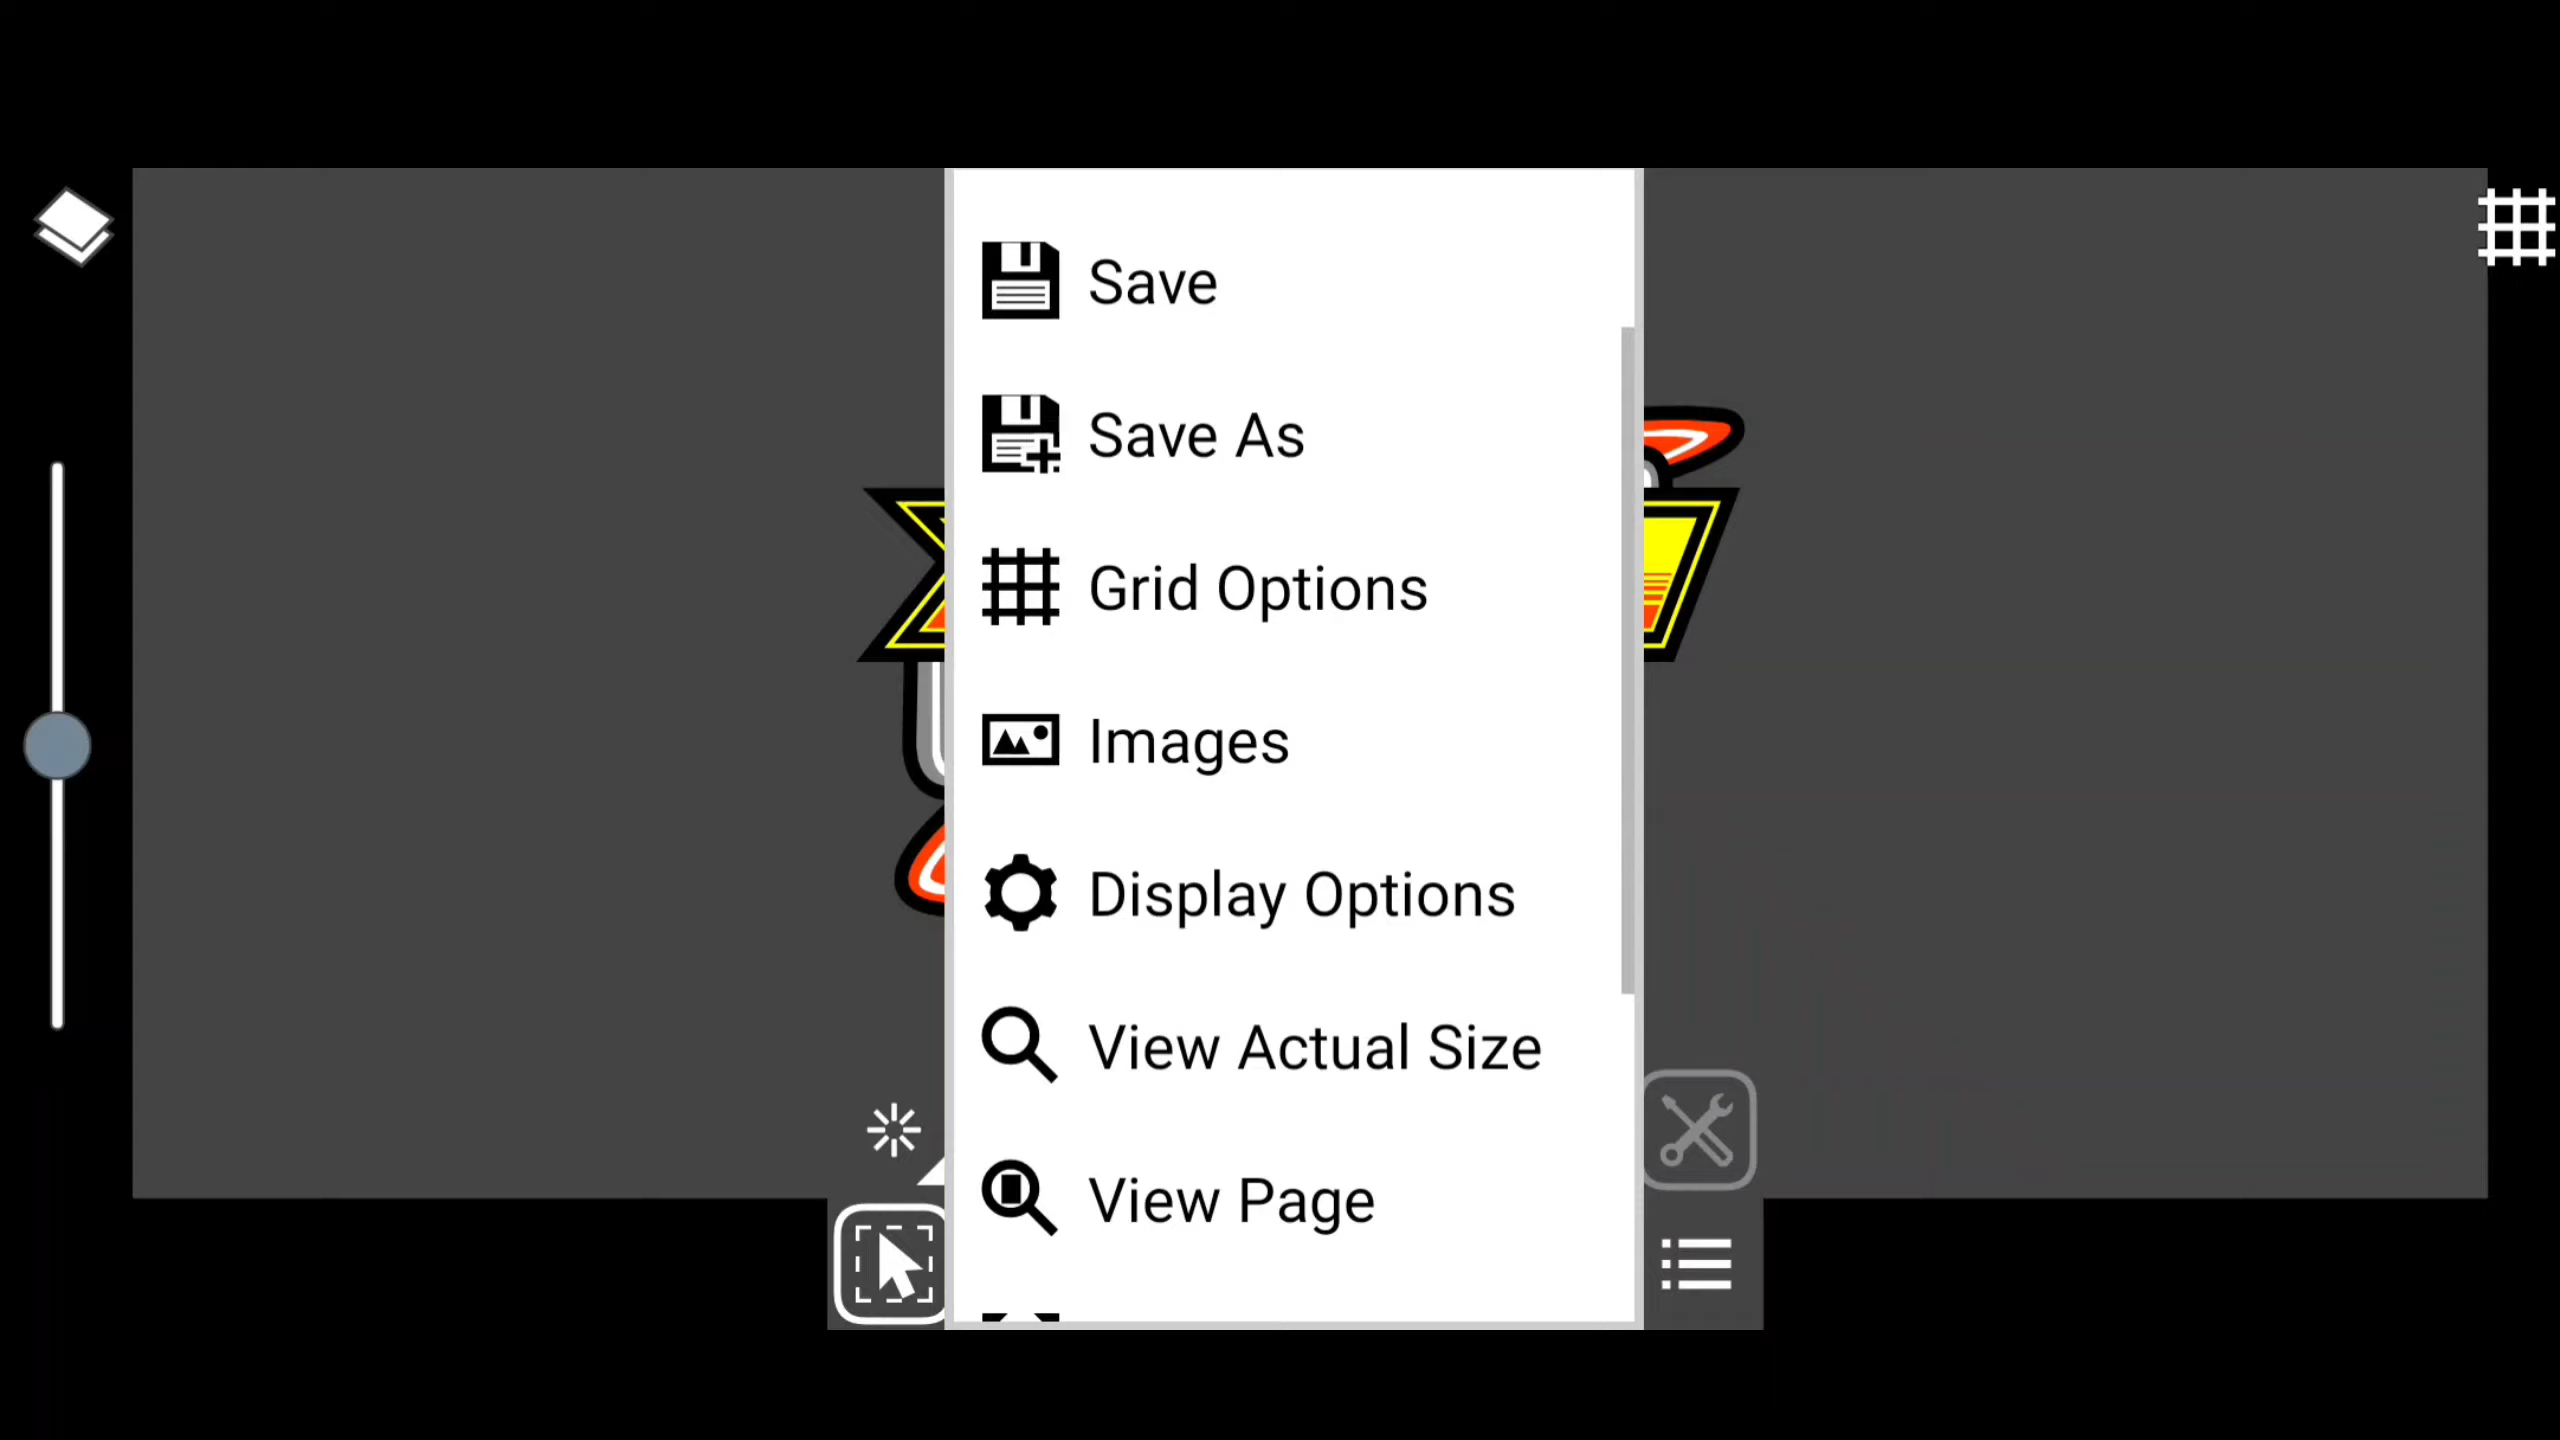 Save
Save As
Grid Options
Images
Display Options
View Actual Size
View Page